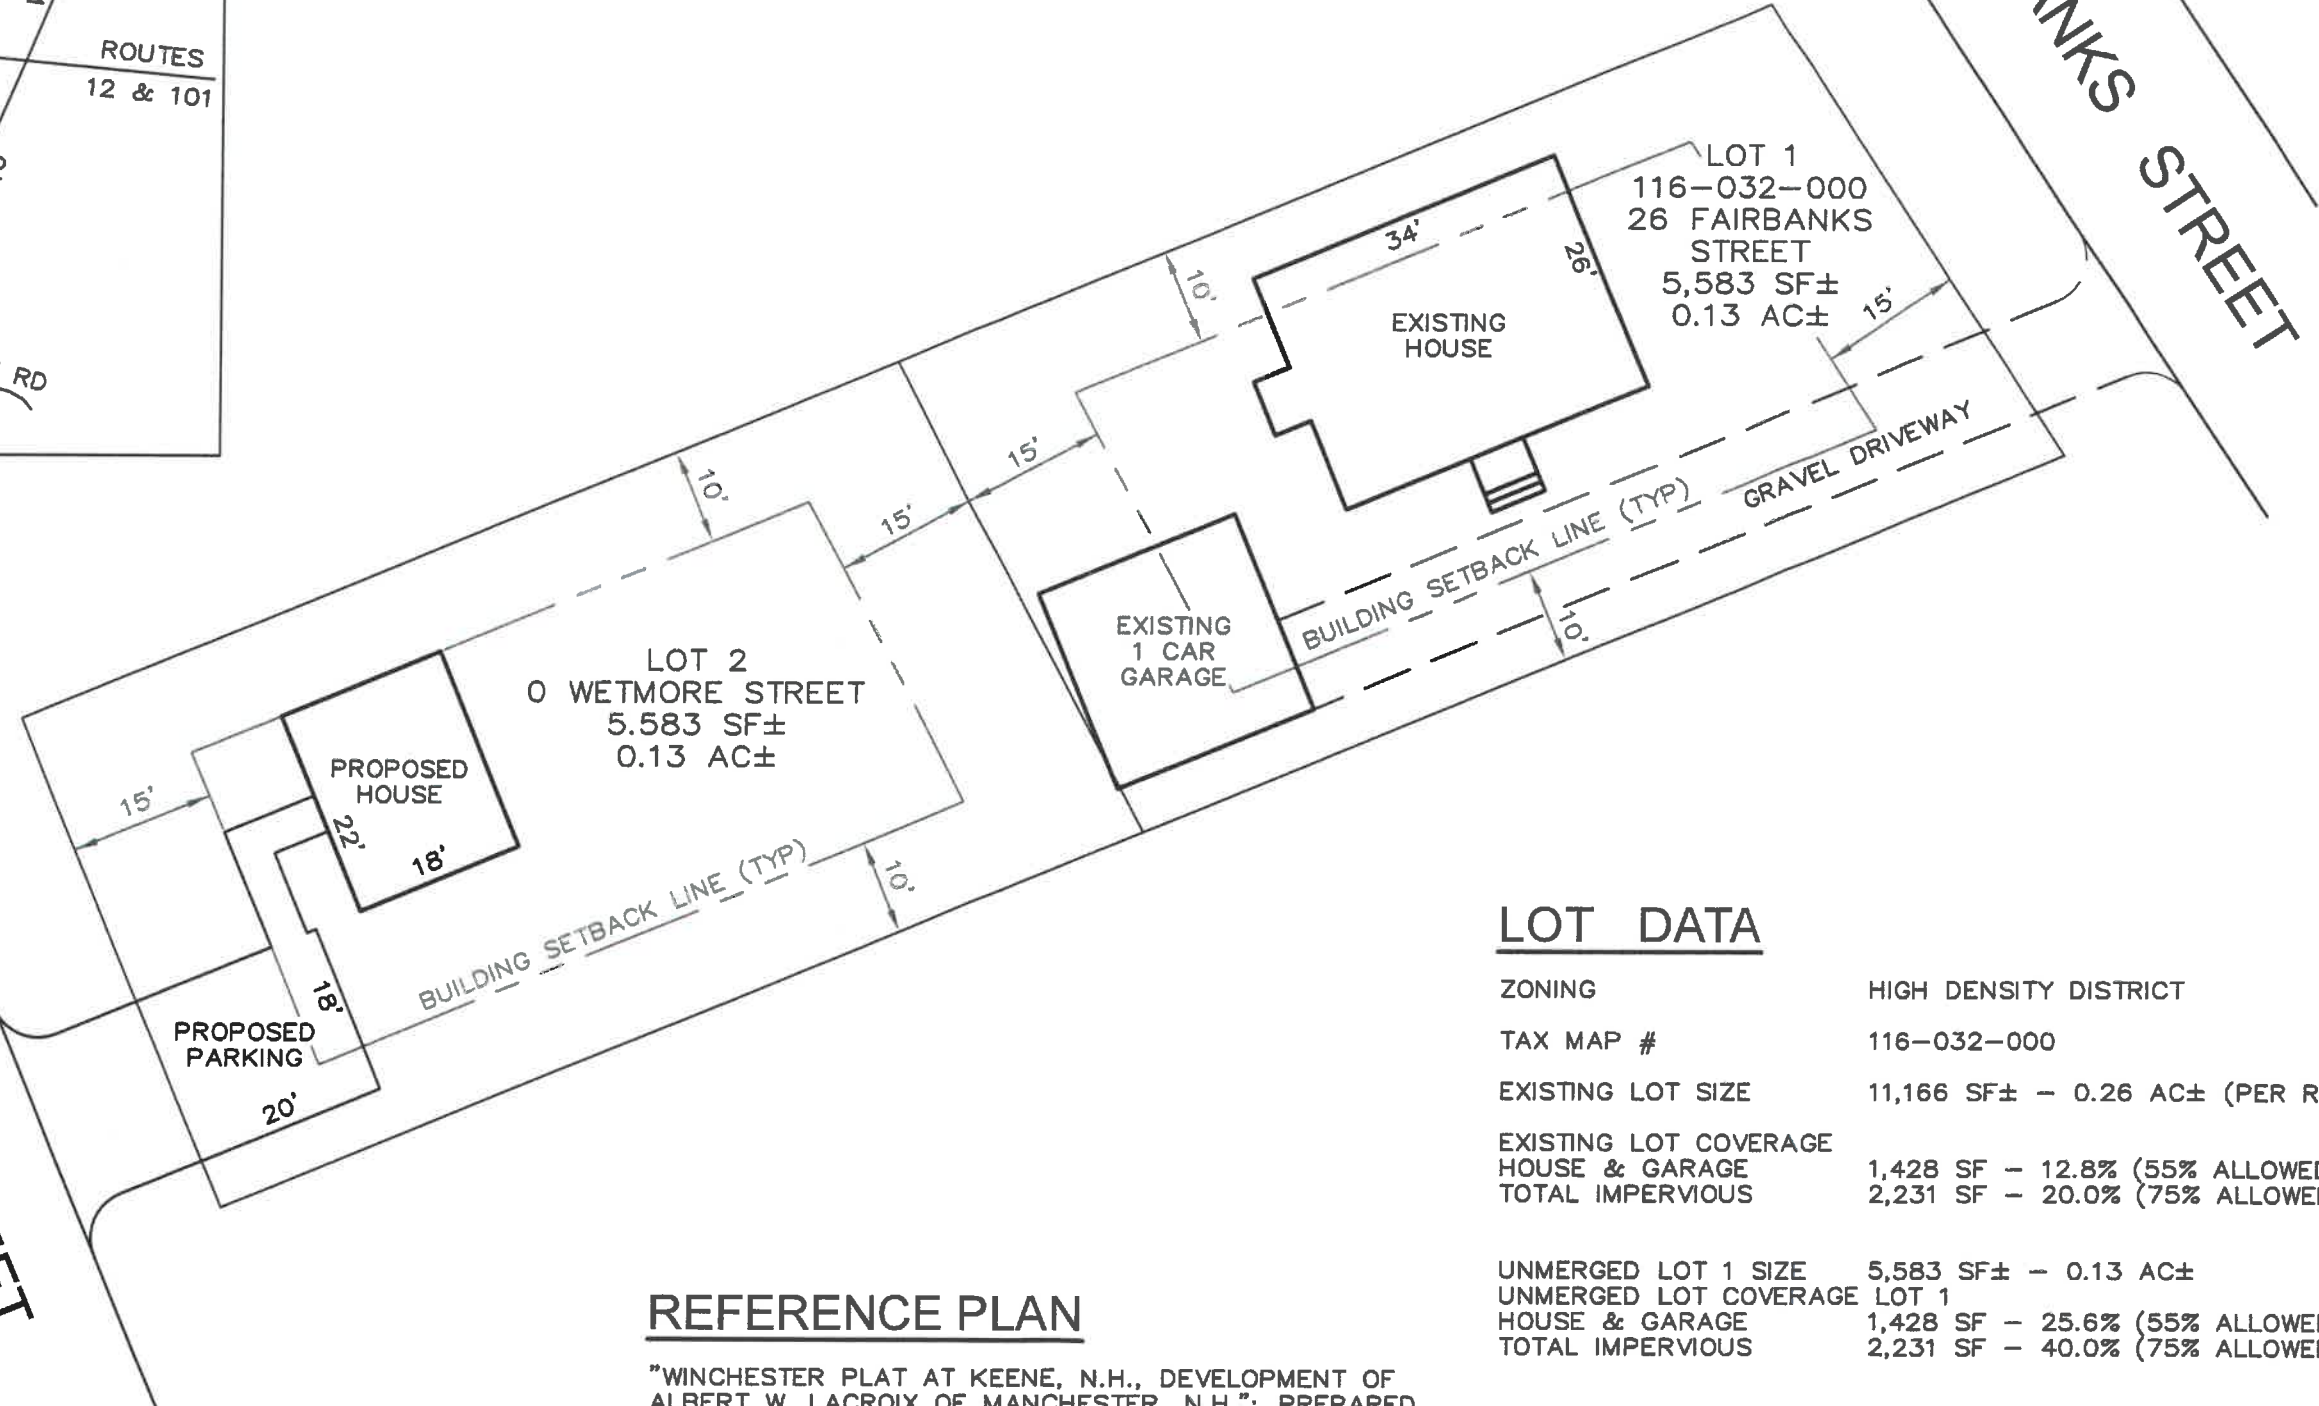 ROUTES
12 & 101
RD
STREET
LOT 1
116-032-000
26 FAIRBANKS
STREET
5,583 SF±
0.13 AC±
34'
26'
10'
15'
EXISTING
HOUSE
15'
15'
10'
GRAVEL DRIVEWAY
BUILDING SETBACK LINE (TYP)
10'
EXISTING
1 CAR
GARAGE
LOT 2
0 WETMORE STREET
5.583 SF±
0.13 AC±
PROPOSED
HOUSE
22'
18'
15'
BUILDING SETBACK LINE (TYP)
10'
18'
PROPOSED
PARKING
20'
LOT DATA
ZONING HIGH DENSITY DISTRICT
TAX MAP # 116-032-000
EXISTING LOT SIZE 11,166 SF± - 0.26 AC± (PER
EXISTING LOT COVERAGE
HOUSE & GARAGE 1,428 SF - 12.8% (55%
TOTAL IMPERVIOUS 2,231 SF - 20.0% (75%
UNMERGED LOT 1 SIZE 5,583 SF± - 0.13 AC±
UNMERGED LOT COVERAGE LOT 1
HOUSE & GARAGE 1,428 SF - 25.6% (55%
TOTAL IMPERVIOUS 2,231 SF - 40.0% (75%
REFERENCE PLAN
"WINCHESTER PLAT AT KEENE, N.H., DEVELOPMENT OF
ALBERT W. LACROIX OF MANCHESTER, N.H."; PREPARED